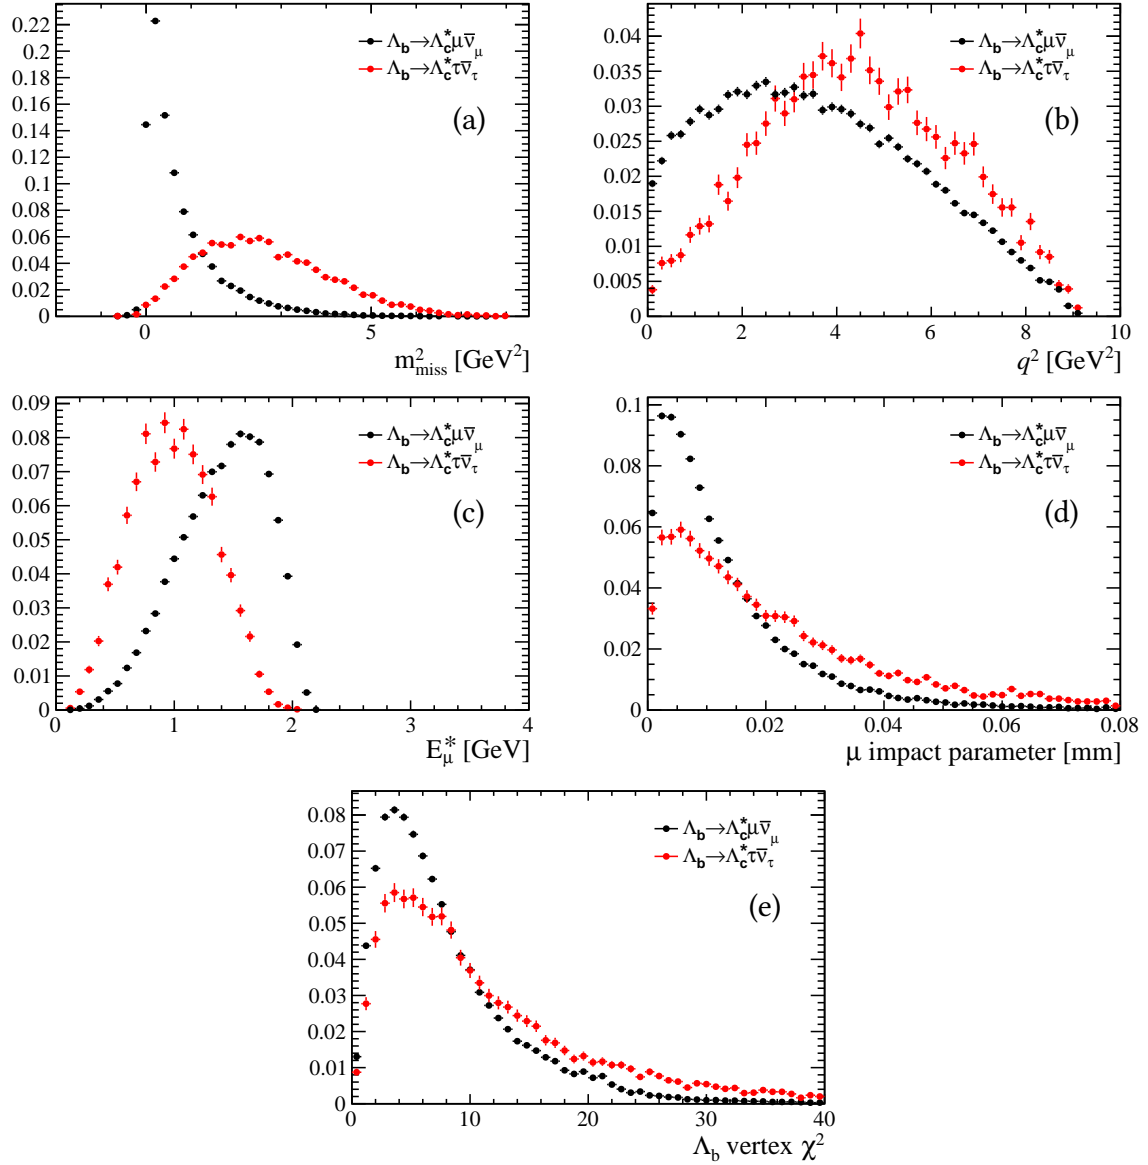 0.22
0.2
0.18
0.16
0.14
0.12
0.1
0.08
0.06
0.04
0.02
0
0 5
Λb→Λc*μν̄μ
Λb→Λc*τν̄τ
(a)
m²miss [GeV²]
0.04
0.035
0.03
0.025
0.02
0.015
0.01
0.005
0
0 2 4 6 8 10
Λb→Λc*μν̄μ
Λb→Λc*τν̄τ
(b)
q² [GeV²]
0.09
0.08
0.07
0.06
0.05
0.04
0.03
0.02
0.01
0
0 1 2 3 4
Λb→Λc*μν̄μ
Λb→Λc*τν̄τ
(c)
E*μ [GeV]
0.1
0.08
0.06
0.04
0.02
0
0 0.02 0.04 0.06 0.08
Λb→Λc*μν̄μ
Λb→Λc*τν̄τ
(d)
μ impact parameter [mm]
0.08
0.07
0.06
0.05
0.04
0.03
0.02
0.01
0
0 10 20 30 40
Λb→Λc*μν̄μ
Λb→Λc*τν̄τ
(e)
Λb vertex χ²